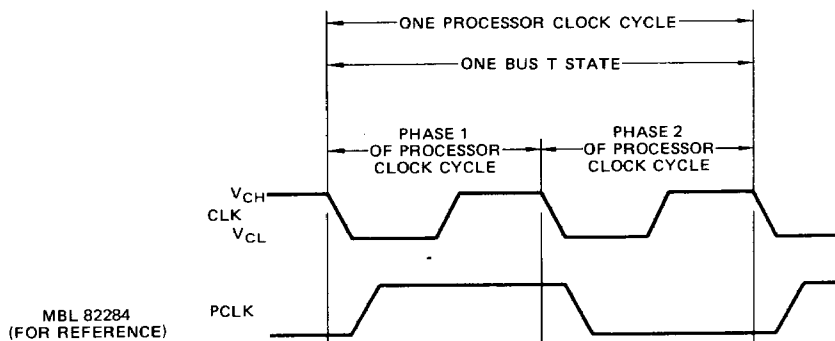 ONE PROCESSOR CLOCK CYCLE
ONE BUS T STATE
PHASE 1
OF PROCESSOR
CLOCK CYCLE
PHASE 2
OF PROCESSOR
CLOCK CYCLE
VCH
CLK
VCL
MBL 82284
(FOR REFERENCE)
PCLK